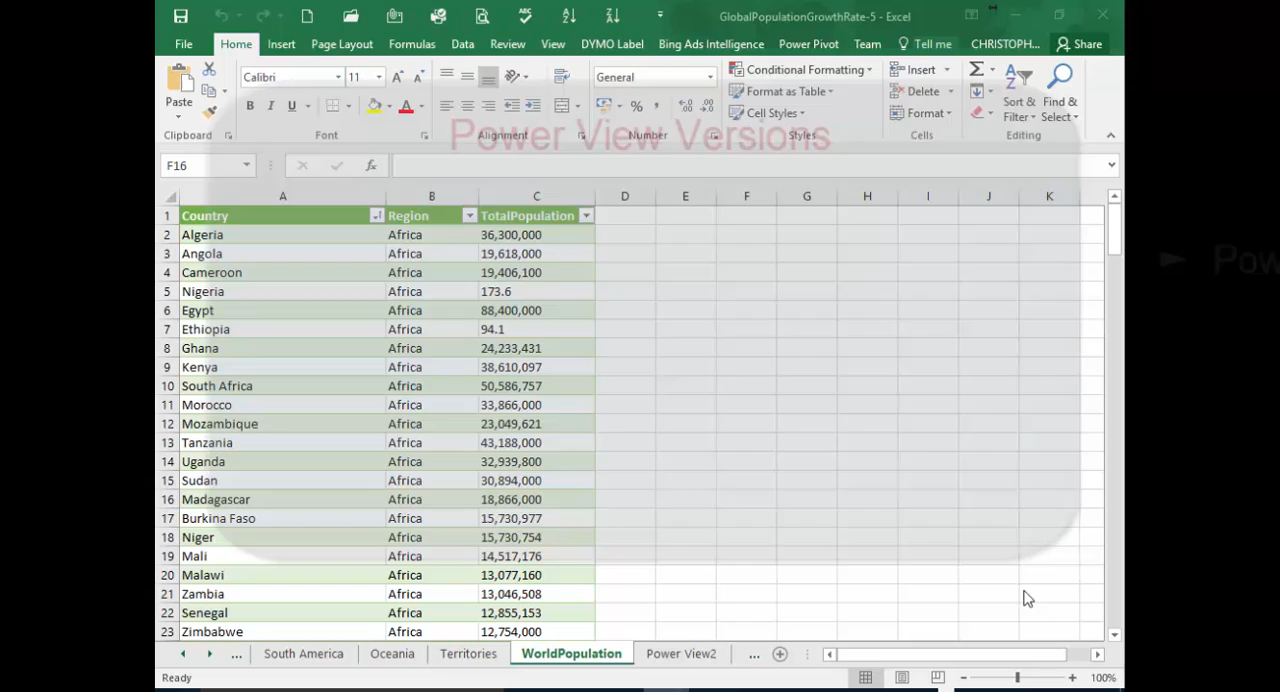 GlobalPopulationGrowthRate-5 - Excel
File Home Insert Page Layout Formulas Data Review View DYMO Label Bing Ads Intelligence Power Pivot Team Tell me CHRISTOPH... Share
Calibri 11 General Conditional Formatting Insert
Paste Format as Table Delete Sort & Find &
B I U % Cell Styles Format Filter Select
Clipboard Font Alignment Number Styles Cells Editing
Power View Versions
F16 fx
A B C D E F G H I J K
1 Country Region TotalPopulation
2 Algeria Africa 36,300,000
3 Angola Africa 19,618,000
Pow
4 Cameroon Africa 19,406,100
5 Nigeria Africa 173.6
6 Egypt Africa 88,400,000
7 Ethiopia Africa 94.1
8 Ghana Africa 24,233,431
9 Kenya Africa 38,610,097
10 South Africa Africa 50,586,757
11 Morocco Africa 33,866,000
12 Mozambique Africa 23,049,621
13 Tanzania Africa 43,188,000
14 Uganda Africa 32,939,800
15 Sudan Africa 30,894,000
16 Madagascar Africa 18,866,000
17 Burkina Faso Africa 15,730,977
18 Niger Africa 15,730,754
19 Mali Africa 14,517,176
20 Malawi Africa 13,077,160
21 Zambia Africa 13,046,508
22 Senegal Africa 12,855,153
23 Zimbabwe Africa 12,754,000
... South America Oceania Territories WorldPopulation Power View2 ...
Ready 100%